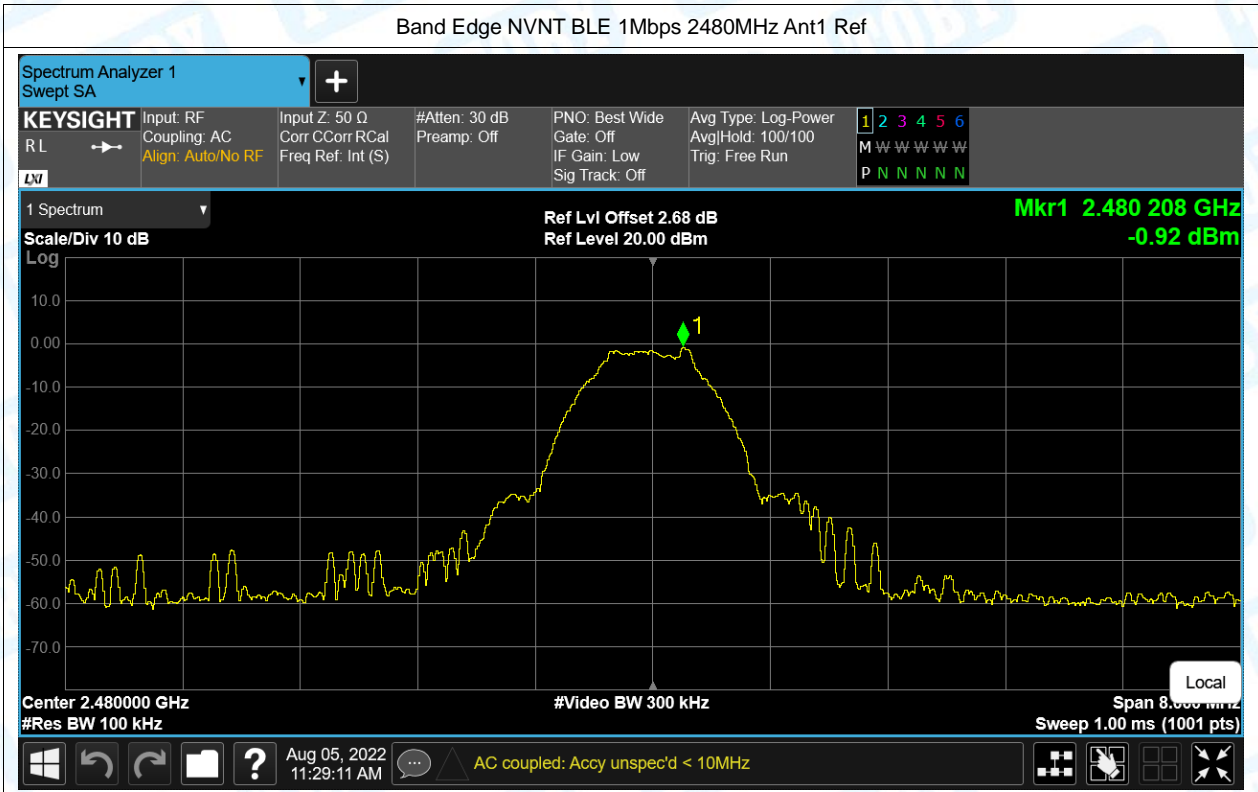 Band Edge NVNT BLE 1Mbps 2480MHz Ant1 Ref
Spectrum Analyzer 1
Swept SA
KEYSIGHT
R L
LXI
Input: RF
Coupling: AC
Align: Auto/No RF
Input Z: 50 Ω
Corr CCorr RCal
Freq Ref: Int (S)
#Atten: 30 dB
Preamp: Off
PNO: Best Wide
Gate: Off
IF Gain: Low
Sig Track: Off
Avg Type: Log-Power
Avg|Hold: 100/100
Trig: Free Run
1 2 3 4 5 6
M W W W W W
P N N N N N
1 Spectrum
Scale/Div 10 dB
Ref Lvl Offset 2.68 dB
Ref Level 20.00 dBm
Mkr1 2.480 208 GHz
-0.92 dBm
Log
10.0
0.00
-10.0
-20.0
-30.0
-40.0
-50.0
-60.0
-70.0
1
Local
Center 2.480000 GHz
#Video BW 300 kHz
Span 8.000 MHz
#Res BW 100 kHz
Sweep 1.00 ms (1001 pts)
?
Aug 05, 2022
11:29:11 AM
AC coupled: Accy unspec'd < 10MHz